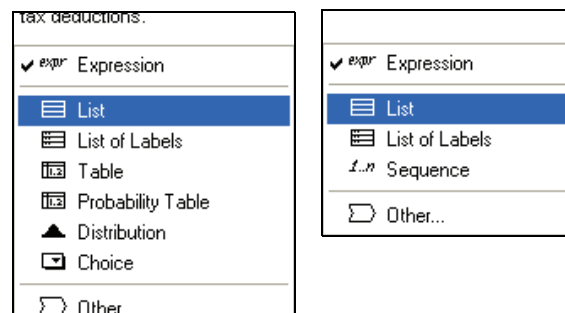 tax deductions.
expr Expression
List
List of Labels
Table
Probability Table
Distribution
Choice
Other
expr Expression
List
List of Labels
1..n Sequence
Other...